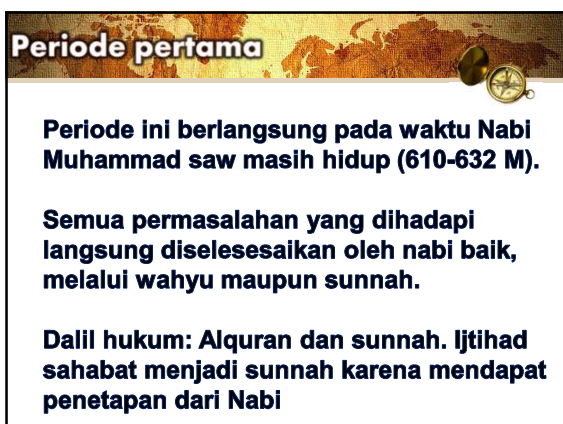 Periode pertama
Periode ini berlangsung pada waktu Nabi
Muhammad saw masih hidup (610-632 M).
Semua permasalahan yang dihadapi
langsung diselesesaikan oleh nabi baik,
melalui wahyu maupun sunnah.
Dalil hukum: Alquran dan sunnah. Ijtihad
sahabat menjadi sunnah karena mendapat
penetapan dari Nabi